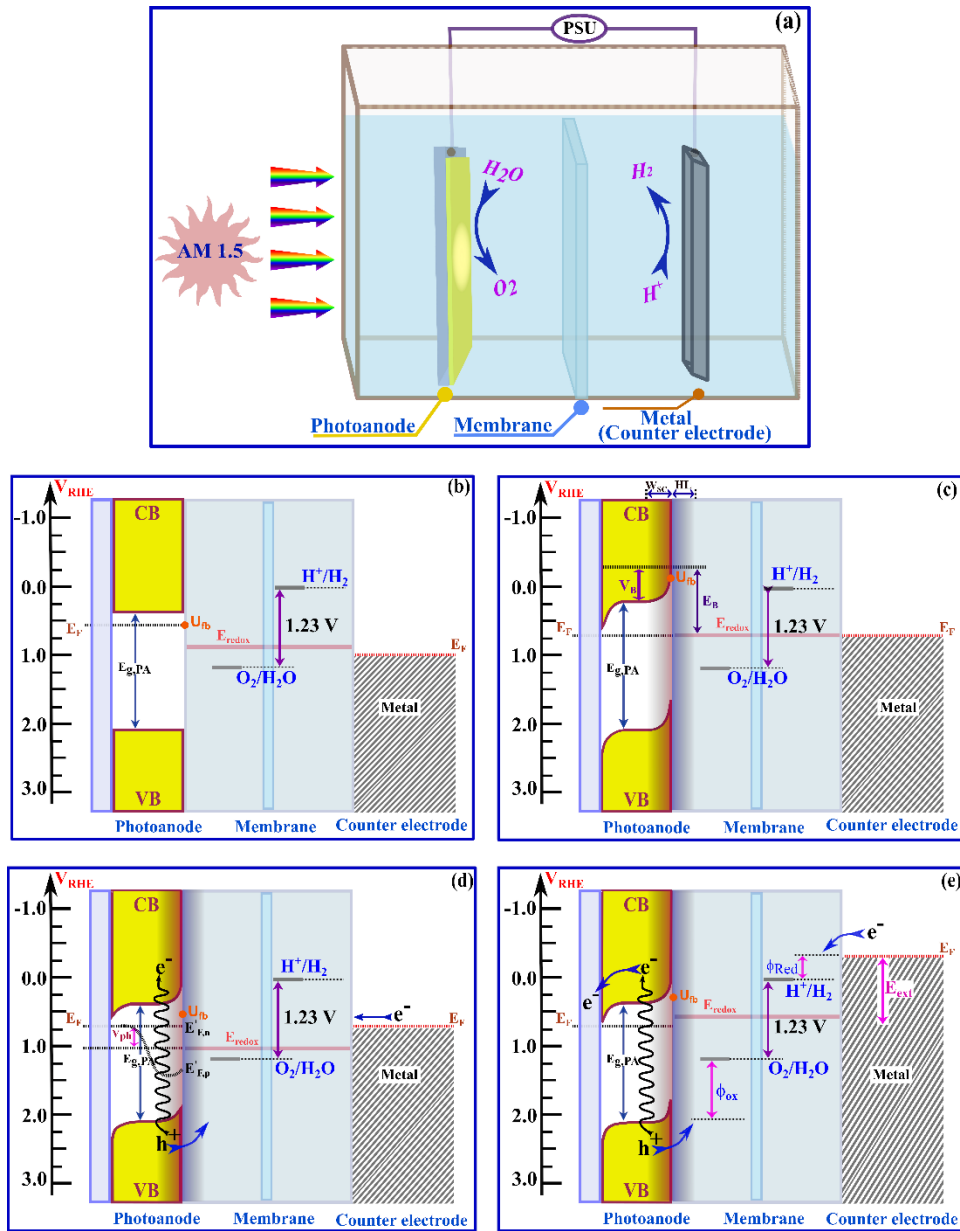 (a)
PSU
AM 1.5
H2O
O2
H2
H+
Photoanode
Membrane
Metal
(Counter electrode)
(b)
VRHE
-1.0
0.0
1.0
2.0
3.0
CB
VB
EF
Ufb
Eg,PA
Eredox
H+/H2
1.23 V
O2/H2O
EF
Metal
Photoanode
Membrane
Counter electrode
(c)
VRHE
WSC
HL
-1.0
0.0
1.0
2.0
3.0
CB
VB
VB
Ufb
EB
EF
Eg,PA
Eredox
H+/H2
1.23 V
O2/H2O
EF
Metal
Photoanode
Membrane
Counter electrode
(d)
VRHE
-1.0
0.0
1.0
2.0
3.0
CB
e-
Ufb
EF
E*F,n
Vph
Eg,PA
E*F,p
Eredox
H+/H2
1.23 V
O2/H2O
e-
EF
h+
VB
Metal
Photoanode
Membrane
Counter electrode
(e)
VRHE
-1.0
0.0
1.0
2.0
3.0
CB
e-
e-
e-
Ufb
EF
Eg,PA
Eredox
ϕRed
H+/H2
1.23 V
O2/H2O
ϕox
EF
Eext
h+
VB
Metal
Photoanode
Membrane
Counter electrode